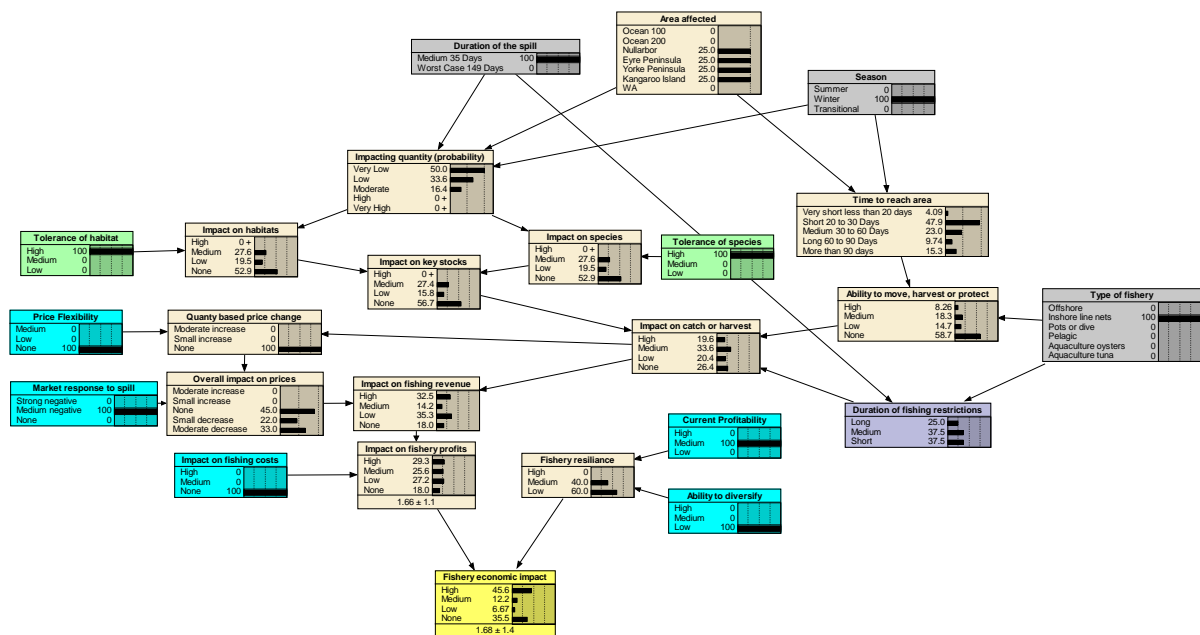 Area affected
Ocean 100 0
Ocean 200 0
Nullarbor 25.0
Eyre Peninsula 25.0
Yorke Peninsula 25.0
Kangaroo Island 25.0
WA 0
Duration of the spill
Medium 35 Days 100
Worst Case 149 Days 0
Season
Summer 0
Winter 100
Transitional 0
Impacting quantity (probability)
Very Low 50.0
Low 33.6
Moderate 16.4
High 0 +
Very High 0 +
Time to reach area
Very short less than 20 days 4.09
Short 20 to 30 Days 47.9
Medium 30 to 60 Days 23.0
Long 60 to 90 Days 9.74
More than 90 days 15.3
Tolerance of habitat
High 100
Medium 0
Low 0
Impact on habitats
High 0 +
Medium 27.6
Low 19.5
None 52.9
Impact on species
High 0 +
Medium 27.6
Low 19.5
None 52.9
Tolerance of species
High 100
Medium 0
Low 0
Impact on key stocks
High 0 +
Medium 27.4
Low 15.8
None 56.7
Ability to move, harvest or protect
High 8.26
Medium 18.3
Low 14.7
None 58.7
Type of fishery
Offshore 0
Inshore line nets 100
Pots or dive 0
Pelagic 0
Aquaculture oysters 0
Aquaculture tuna 0
Price Flexibility
Medium 0
Low 0
None 100
Quanty based price change
Moderate increase 0
Small increase 0
None 100
Impact on catch or harvest
High 19.6
Medium 33.6
Low 20.4
None 26.4
Market response to spill
Strong negative 0
Medium negative 100
None 0
Overall impact on prices
Moderate increase 0
Small increase 0
None 45.0
Small decrease 22.0
Moderate decrease 33.0
Impact on fishing revenue
High 32.5
Medium 14.2
Low 35.3
None 18.0
Duration of fishing restrictions
Long 25.0
Medium 37.5
Short 37.5
Current Profitability
High 0
Medium 100
Low 0
Impact on fishing costs
High 0
Medium 0
None 100
Impact on fishery profits
High 29.3
Medium 25.6
Low 27.2
None 18.0
1.66 ± 1.1
Fishery resiliance
High 0
Medium 40.0
Low 60.0
Ability to diversify
High 0
Medium 0
Low 100
Fishery economic impact
High 45.6
Medium 12.2
Low 6.67
None 35.5
1.68 ± 1.4